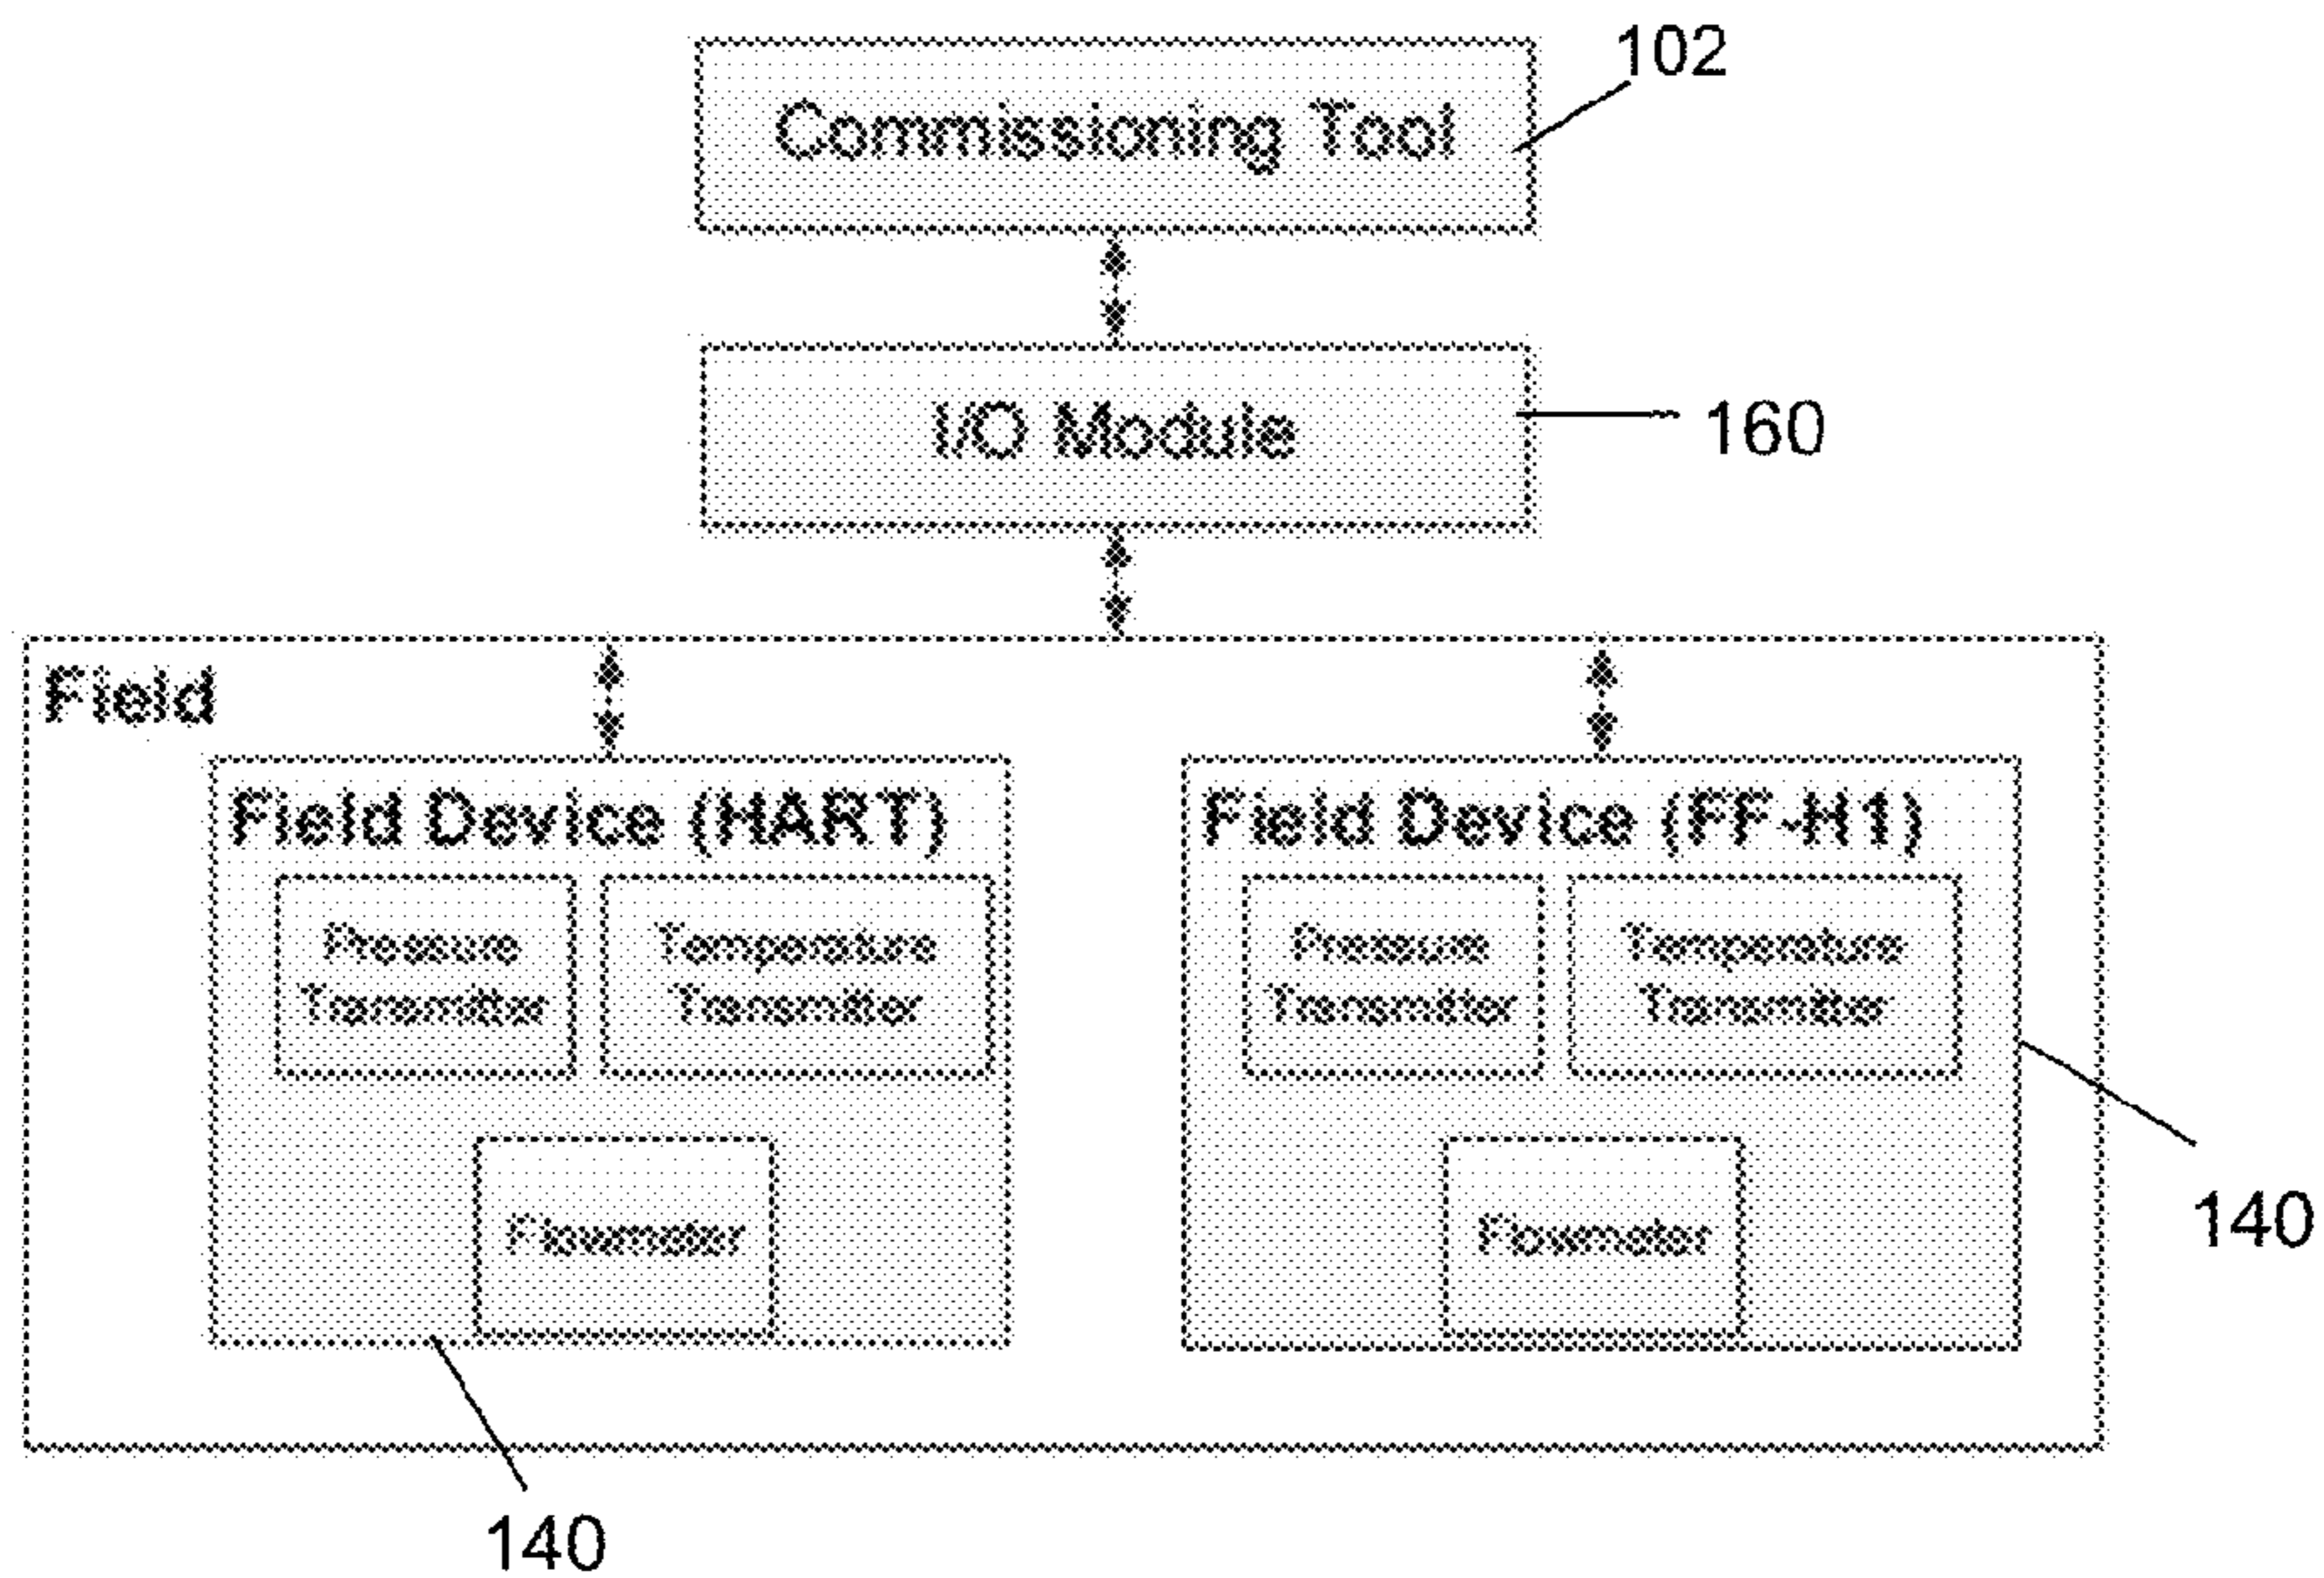 102
Commissioning Tool
I/O Module
160
Field
Field Device (HART)
Field Device (FF-H1)
Pressure
Transmitter
Temperature
Transmitter
Pressure
Transmitter
Temperature
Transmitter
Flowmeter
Flowmeter
140
140